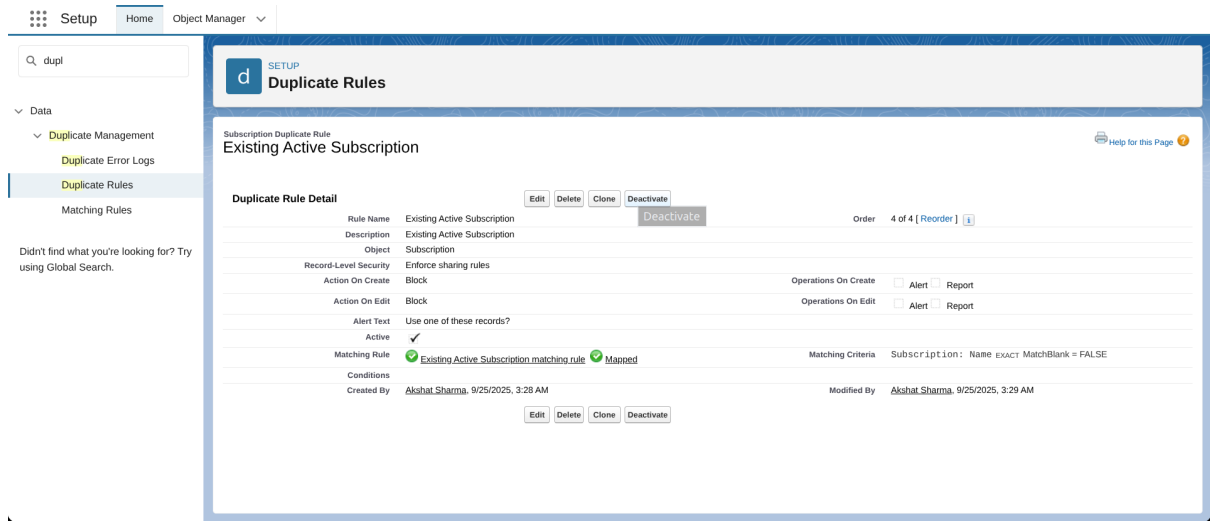 Setup Home Object Manager
dupl
Data
Duplicate Management
Duplicate Error Logs
Duplicate Rules
Matching Rules
Didn't find what you're looking for? Try
using Global Search.
d
SETUP
Duplicate Rules
Subscription Duplicate Rule
Existing Active Subscription
Help for this Page ?
Duplicate Rule Detail Edit Delete Clone Deactivate
Deactivate
Rule Name Existing Active Subscription Order 4 of 4 [ Reorder ] i
Description Existing Active Subscription
Object Subscription
Record-Level Security Enforce sharing rules
Action On Create Block Operations On Create Alert Report
Action On Edit Block Operations On Edit Alert Report
Alert Text Use one of these records?
Active
Matching Rule Existing Active Subscription matching rule Mapped Matching Criteria Subscription: Name EXACT MatchBlank = FALSE
Conditions
Created By Akshat Sharma, 9/25/2025, 3:28 AM Modified By Akshat Sharma, 9/25/2025, 3:29 AM
Edit Delete Clone Deactivate